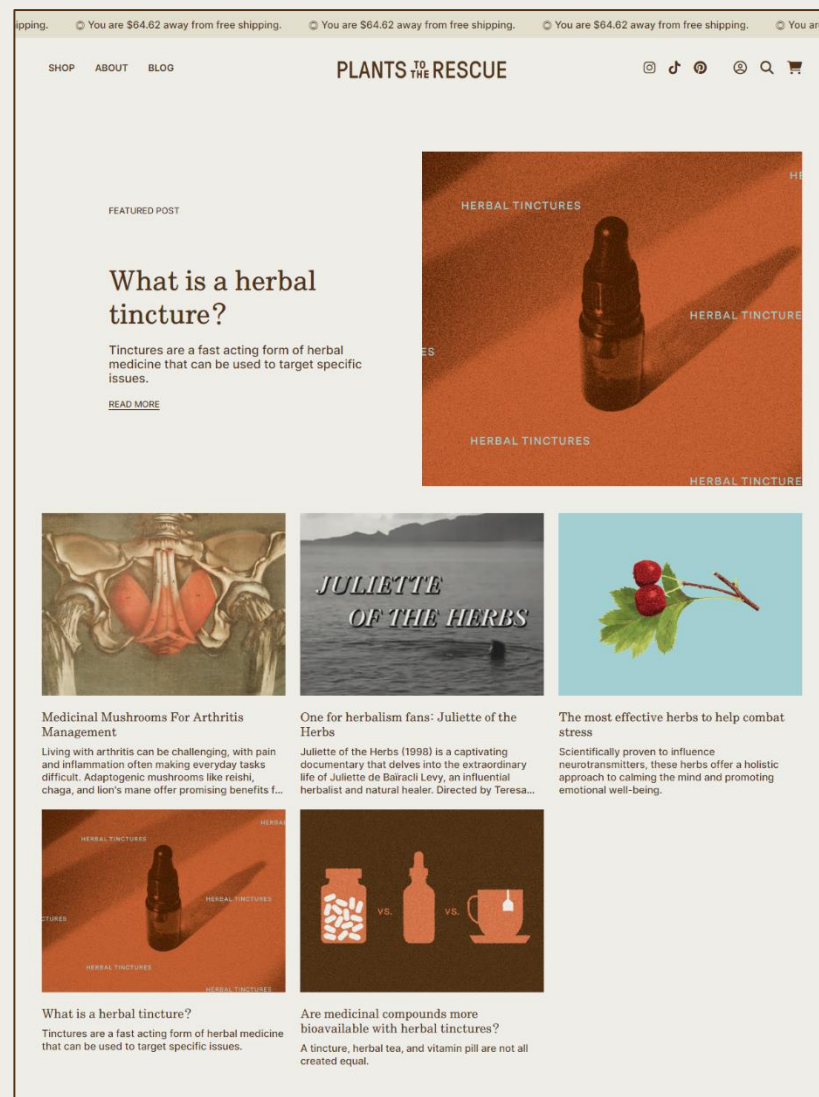 ipping. ◎ You are $64.62 away from free shipping. ◎ You are $64.62 away from free shipping. ◎ You are $64.62 away from free shipping. ◎ You ar
SHOP ABOUT BLOG
PLANTS TO THE RESCUE
FEATURED POST
What is a herbal
tincture?
Tinctures are a fast acting form of herbal
medicine that can be used to target specific
issues.
READ MORE
HE
HERBAL TINCTURES
HERBAL TINCTURE
ES
HERBAL TINCTURES
HERBAL TINCTURE
JULIETTE
OF THE HERBS
Medicinal Mushrooms For Arthritis
Management
Living with arthritis can be challenging, with pain
and inflammation often making everyday tasks
difficult. Adaptogenic mushrooms like reishi,
chaga, and lion's mane offer promising benefits f...
One for herbalism fans: Juliette of the
Herbs
Juliette of the Herbs (1998) is a captivating
documentary that delves into the extraordinary
life of Juliette de Baïracli Levy, an influential
herbalist and natural healer. Directed by Teresa...
The most effective herbs to help combat
stress
Scientifically proven to influence
neurotransmitters, these herbs offer a holistic
approach to calming the mind and promoting
emotional well-being.
HERBA
HERBAL TINCTURES
HERBAL TINCTURES
CTURES
HERBAL TINCTURES
HERBAL TINCTURES
VS. VS.
What is a herbal tincture?
Tinctures are a fast acting form of herbal medicine
that can be used to target specific issues.
Are medicinal compounds more
bioavailable with herbal tinctures?
A tincture, herbal tea, and vitamin pill are not all
created equal.